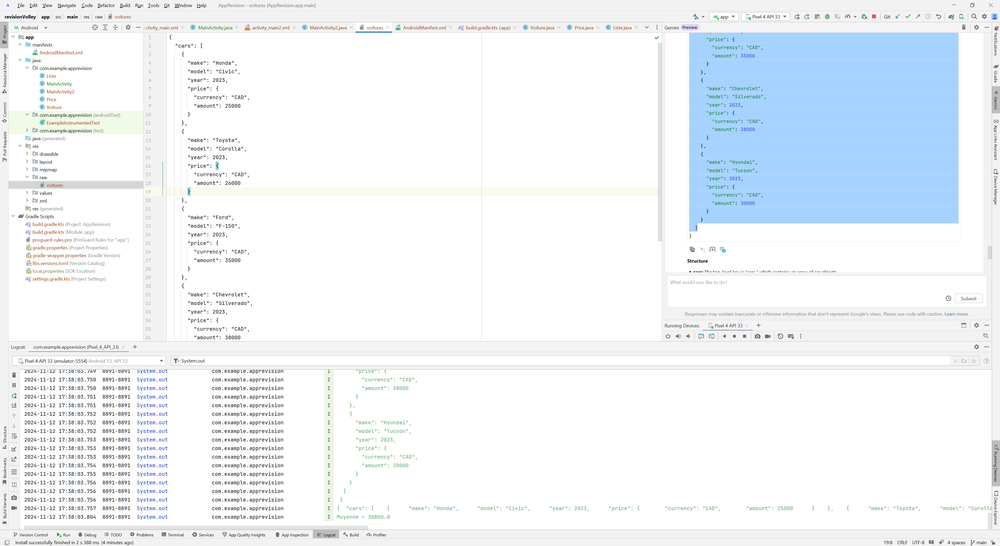 File Edit View Navigate Code Refactor Build Run Tools Git Window Help AppRevision - voitures [AppRevision.app.main]
revisionVolley app src main res raw voitures app Pixel 4 API 33 Git:
Project
Resource Manager
Commit
Pull Requests
Structure
Bookmarks
Build Variants
Android
app
manifests
AndroidManifest.xml
java
com.example.apprevision
LIste
MainActivity
MainActivity2
Price
Voiture
com.example.apprevision (androidTest)
ExampleInstrumentedTest
com.example.apprevision (test)
java (generated)
res
drawable
layout
mipmap
raw
voitures
values
xml
res (generated)
Gradle Scripts
build.gradle.kts (Project: AppRevision)
build.gradle.kts (Module :app)
proguard-rules.pro (ProGuard Rules for ":app")
gradle.properties (Project Properties)
gradle-wrapper.properties (Gradle Version)
libs.versions.toml (Version Catalog)
local.properties (SDK Location)
settings.gradle.kts (Project Settings)
ctivity_main.xml MainActivity.java activity_main2.xml MainActivity2.java voitures AndroidManifest.xml build.gradle.kts (:app) Voiture.java Price.java LIste.java
1 {
2 "cars": [
3 {
4 "make": "Honda",
5 "model": "Civic",
6 "year": 2023,
7 "price": {
8 "currency": "CAD",
9 "amount": 25000
10 }
11 },
12 {
13 "make": "Toyota",
14 "model": "Corolla",
15 "year": 2023,
16 "price": {
17 "currency": "CAD",
18 "amount": 26000
19 }
20 },
21 {
22 "make": "Ford",
23 "model": "F-150",
24 "year": 2023,
25 "price": {
26 "currency": "CAD",
27 "amount": 35000
28 }
29 },
30 {
31 "make": "Chevrolet",
32 "model": "Silverado",
33 "year": 2023,
34 "price": {
35 "currency": "CAD",
36 "amount": 38000
Gemini Preview
"price": {
"currency": "CAD",
"amount": 35000
}
},
{
"make": "Chevrolet",
"model": "Silverado",
"year": 2023,
"price": {
"currency": "CAD",
"amount": 38000
}
},
{
"make": "Hyundai",
"model": "Tucson",
"year": 2023,
"price": {
"currency": "CAD",
"amount": 30000
}
}
]
}
Structure
• cars: The top-level key is "cars," which contains an array of car objects.
What would you like to do?
Submit
Responses may contain inaccurate or offensive information that don't represent Google's views. Please use code with caution. Learn more.
Running Devices: Pixel 4 API 33
Notifications
Gradle
Gemini
App Links Assistant
Device Manager
Running Devices
Device Explorer
Logcat: com.example.apprevision (Pixel_4_API_33)
Pixel 4 API 33 (emulator-5554) Android 13, API 33 System.out Cc
2024-11-12 17:38:03.749 8891-8891 System.out com.example.apprevision I "price": {
2024-11-12 17:38:03.750 8891-8891 System.out com.example.apprevision I "currency": "CAD",
2024-11-12 17:38:03.750 8891-8891 System.out com.example.apprevision I "amount": 38000
2024-11-12 17:38:03.751 8891-8891 System.out com.example.apprevision I }
2024-11-12 17:38:03.751 8891-8891 System.out com.example.apprevision I },
2024-11-12 17:38:03.752 8891-8891 System.out com.example.apprevision I {
2024-11-12 17:38:03.752 8891-8891 System.out com.example.apprevision I "make": "Hyundai",
2024-11-12 17:38:03.752 8891-8891 System.out com.example.apprevision I "model": "Tucson",
2024-11-12 17:38:03.753 8891-8891 System.out com.example.apprevision I "year": 2023,
2024-11-12 17:38:03.753 8891-8891 System.out com.example.apprevision I "price": {
2024-11-12 17:38:03.753 8891-8891 System.out com.example.apprevision I "currency": "CAD",
2024-11-12 17:38:03.754 8891-8891 System.out com.example.apprevision I "amount": 30000
2024-11-12 17:38:03.755 8891-8891 System.out com.example.apprevision I }
2024-11-12 17:38:03.756 8891-8891 System.out com.example.apprevision I }
2024-11-12 17:38:03.756 8891-8891 System.out com.example.apprevision I ]
2024-11-12 17:38:03.756 8891-8891 System.out com.example.apprevision I }
2024-11-12 17:38:03.757 8891-8891 System.out com.example.apprevision I { "cars": [ { "make": "Honda", "model": "Civic", "year": 2023, "price": { "currency": "CAD", "amount": 25000 } }, { "make": "Toyota", "model": "Corolla
2024-11-12 17:38:03.804 8891-8891 System.out com.example.apprevision I Moyenne = 30800.0
Version Control Run Debug TODO Problems Terminal Services App Quality Insights App Inspection Logcat Build Profiler
Install successfully finished in 2 s 388 ms. (4 minutes ago) 19:8 CRLF UTF-8 4 spaces main